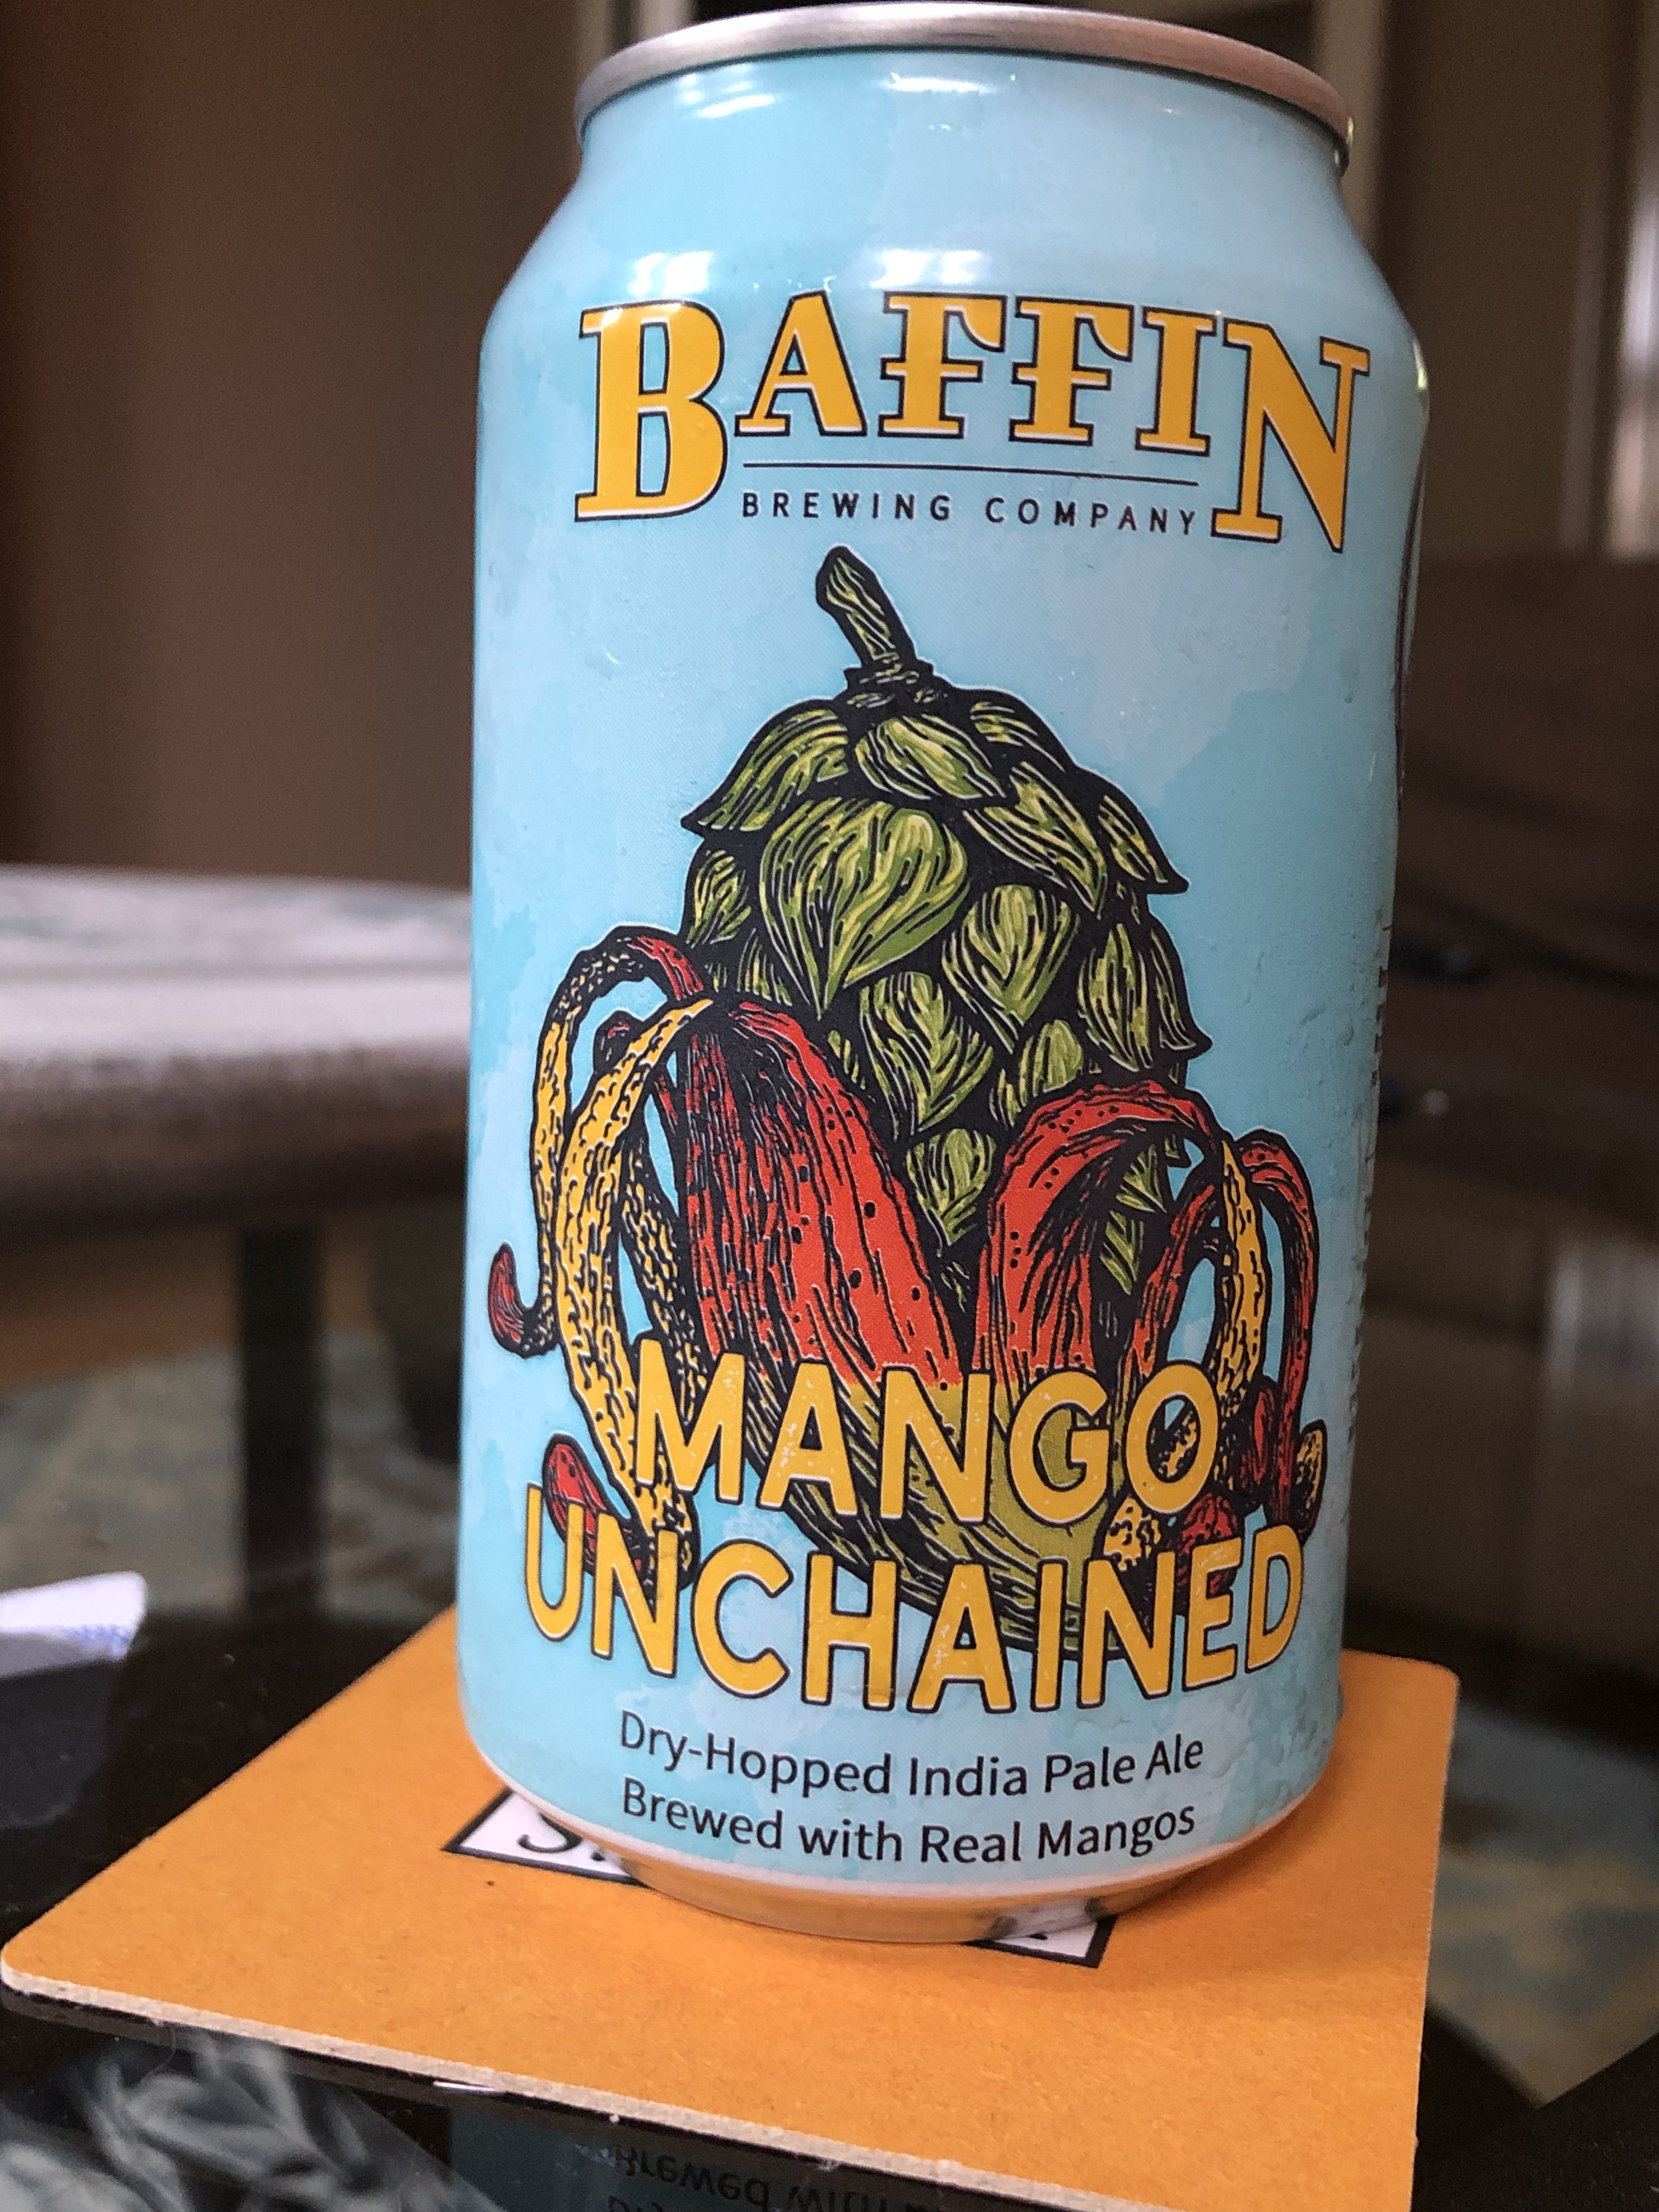 BAFFIN
BREWING COMPANY
MANGO
UNCHAINED
Dry-Hopped India Pale Ale
Brewed with Real Mangos